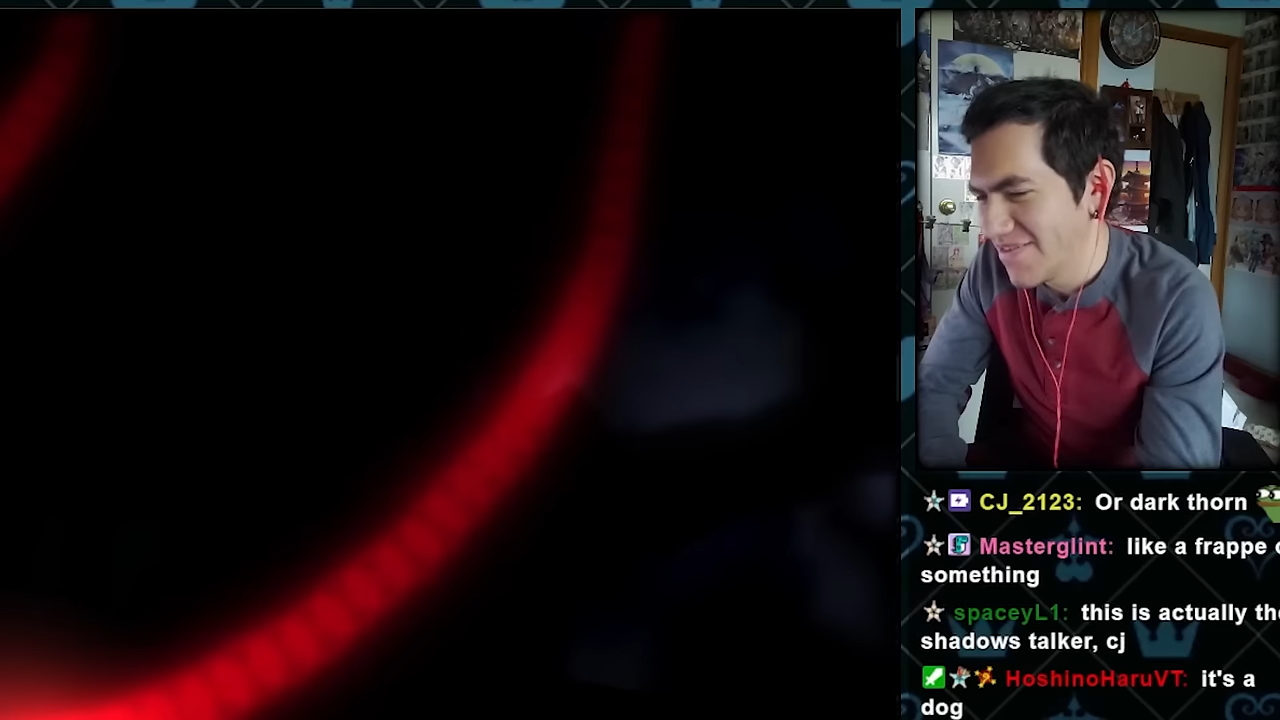 CJ_2123: Or dark thorn
Masterglint: like a frappe
something
spaceyL1: this is actually the
shadows talker, cj
HoshinoHaruVT: it's a
dog